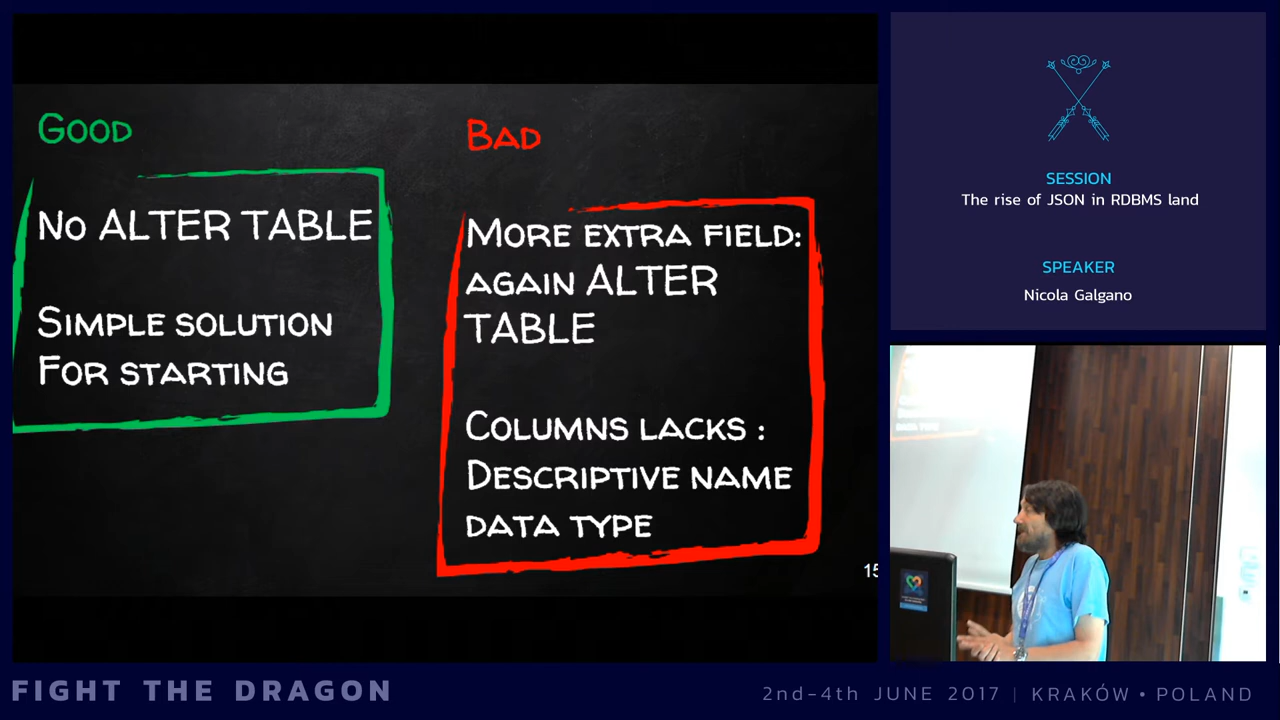 Good
No ALTER TABLE
Simple solution
For starting
Bad
More extra field:
again ALTER
TABLE
Columns lacks :
Descriptive name
data type
15
SESSION
The rise of JSON in RDBMS land
SPEAKER
Nicola Galgano
FIGHT THE DRAGON
2nd-4th JUNE 2017 | KRAKÓW • POLAND